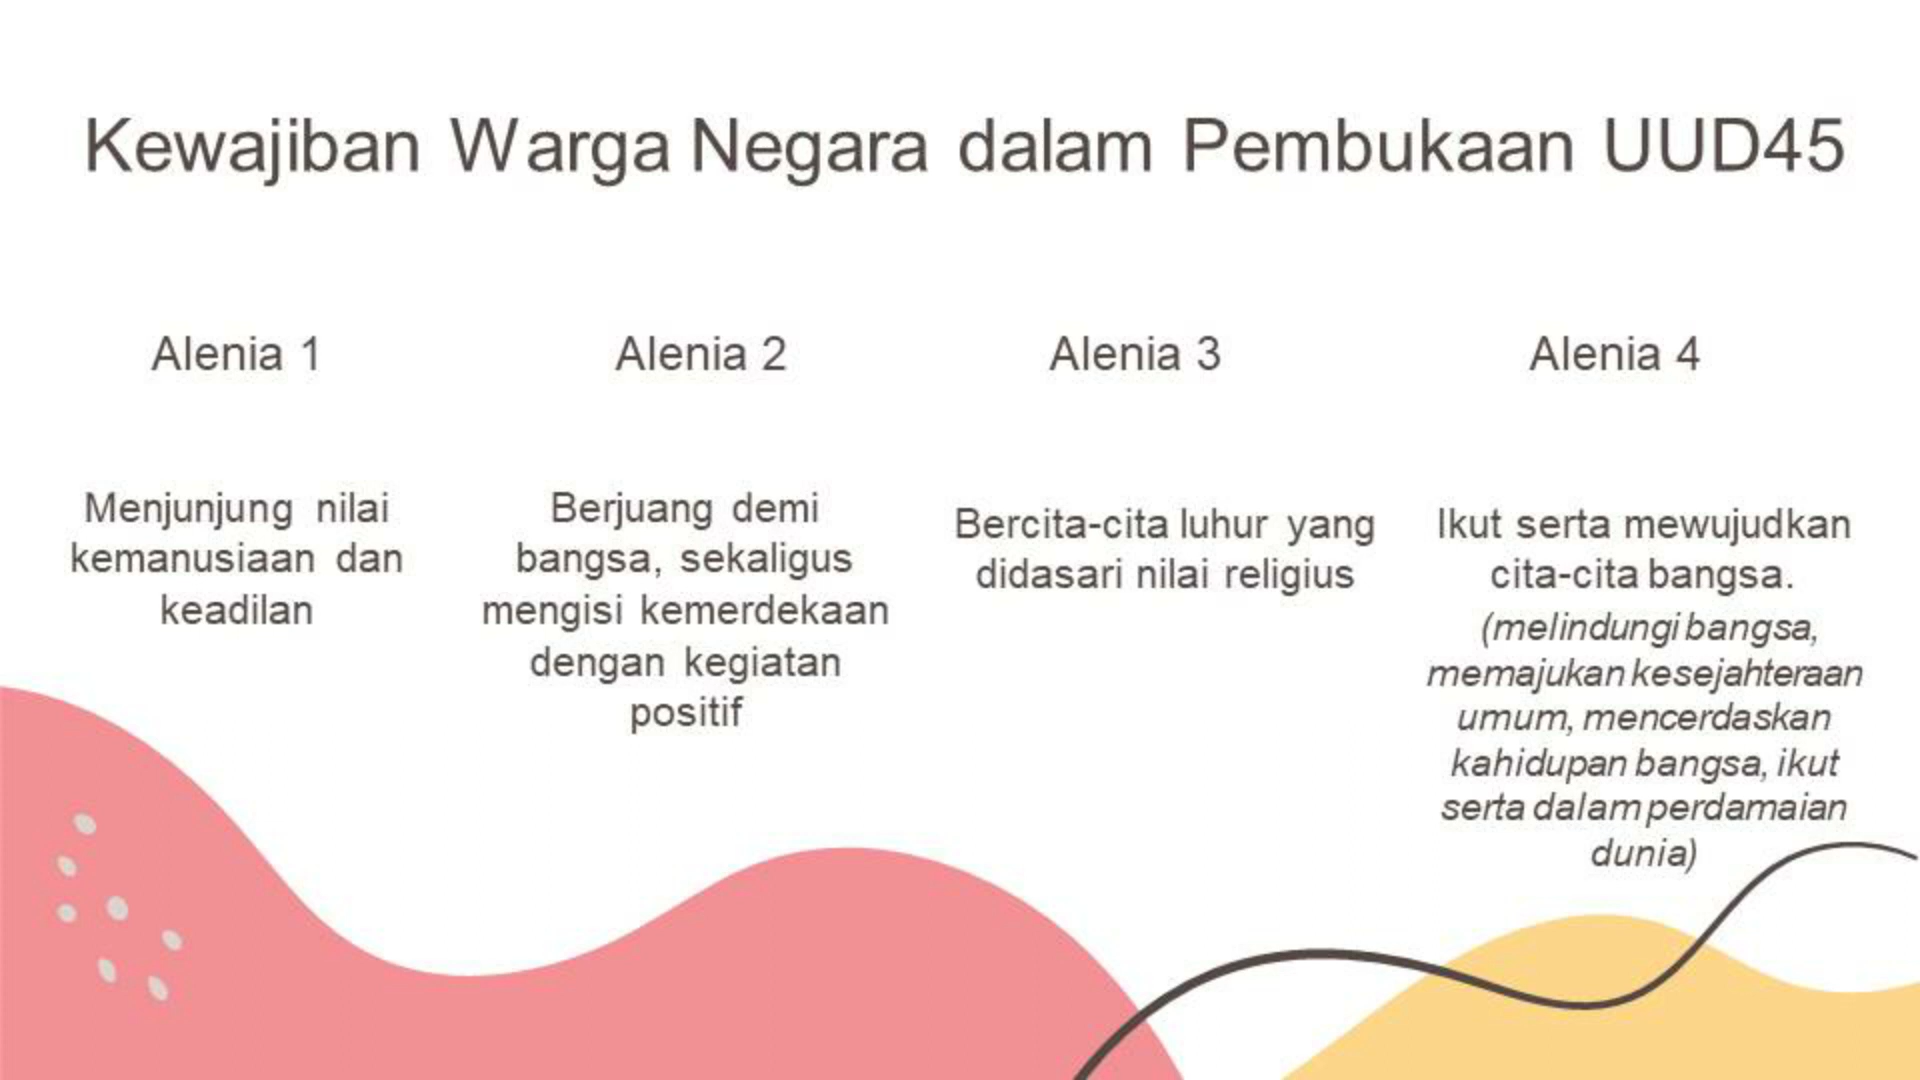 Kewajiban Warga Negara dalam Pembukaan UUD45
Alenia 1
Menjunjung nilai
kemanusiaan dan
keadilan
Alenia 2
Berjuang demi
bangsa, sekaligus
mengisi kemerdekaan
dengan kegiatan
positif
Alenia 3
Bercita-cita luhur yang
didasari nilai religius
Alenia 4
Ikut serta mewujudkan
cita-cita bangsa.
(melindungi bangsa,
memajukan kesejahteraan
umum, mencerdaskan
kahidupan bangsa, ikut
serta dalam perdamaian
dunia)